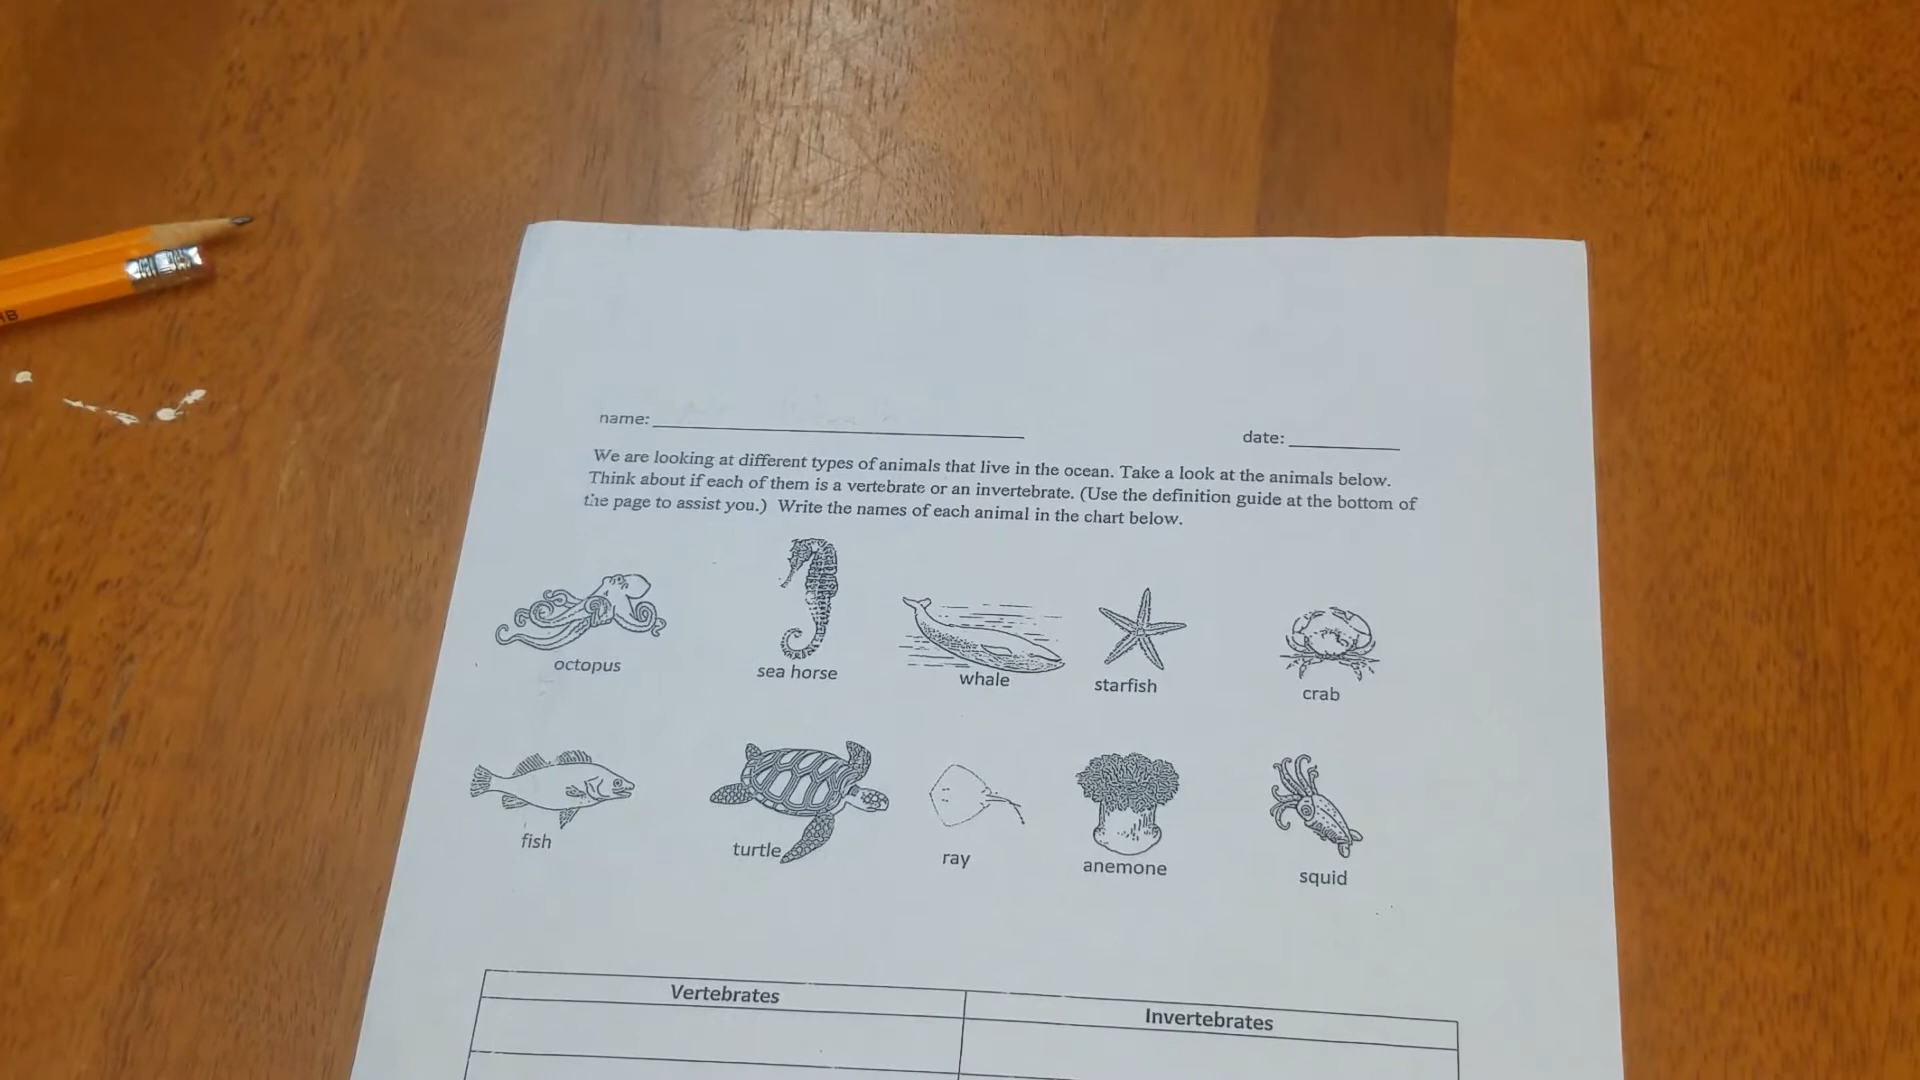 HB
name: date:
We are looking at different types of animals that live in the ocean. Take a look at the animals below.
Think about if each of them is a vertebrate or an invertebrate. (Use the definition guide at the bottom of
the page to assist you.) Write the names of each animal in the chart below.
octopus sea horse whale starfish crab
fish turtle ray anemone squid
Vertebrates Invertebrates